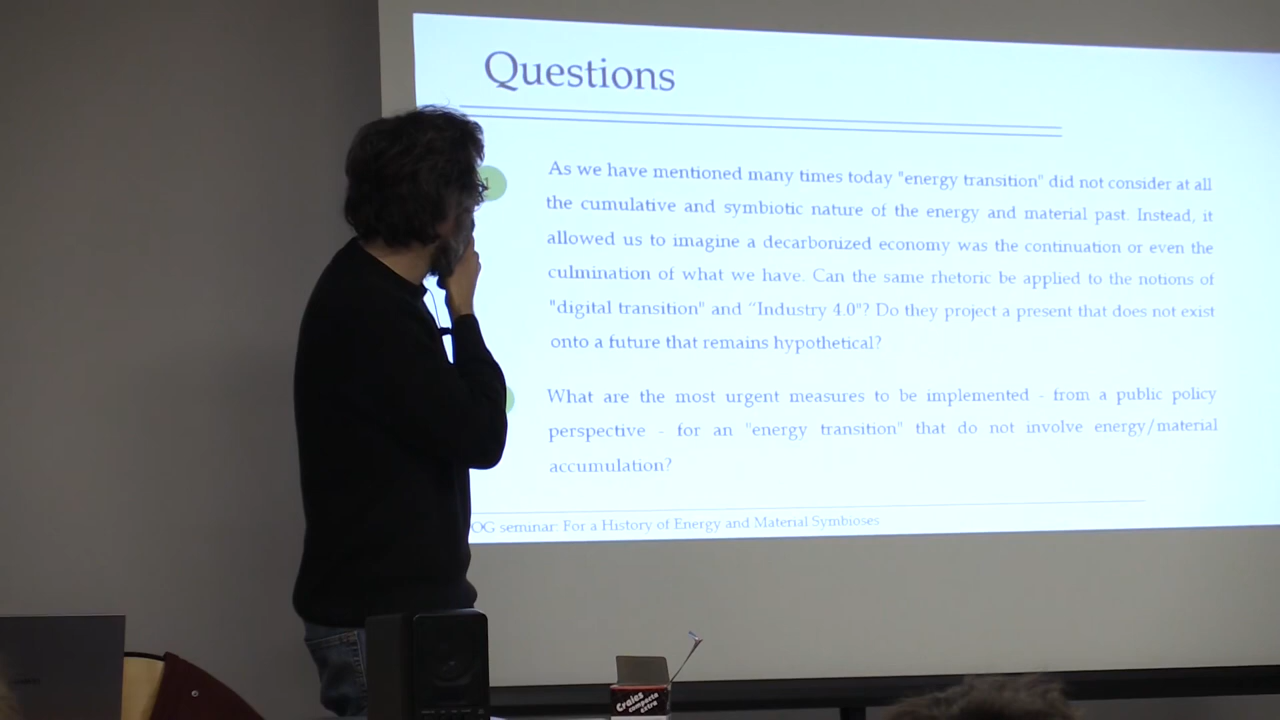 Questions
1
As we have mentioned many times today "energy transition" did not consider at all
the cumulative and symbiotic nature of the energy and material past. Instead, it
allowed us to imagine a decarbonized economy was the continuation or even the
culmination of what we have. Can the same rhetoric be applied to the notions of
"digital transition" and “Industry 4.0"? Do they project a present that does not exist
onto a future that remains hypothetical?
What are the most urgent measures to be implemented - from a public policy
perspective - for an "energy transition" that do not involve energy/material
accumulation?
OG seminar: For a History of Energy and Material Symbioses
Craies
compacte
extra